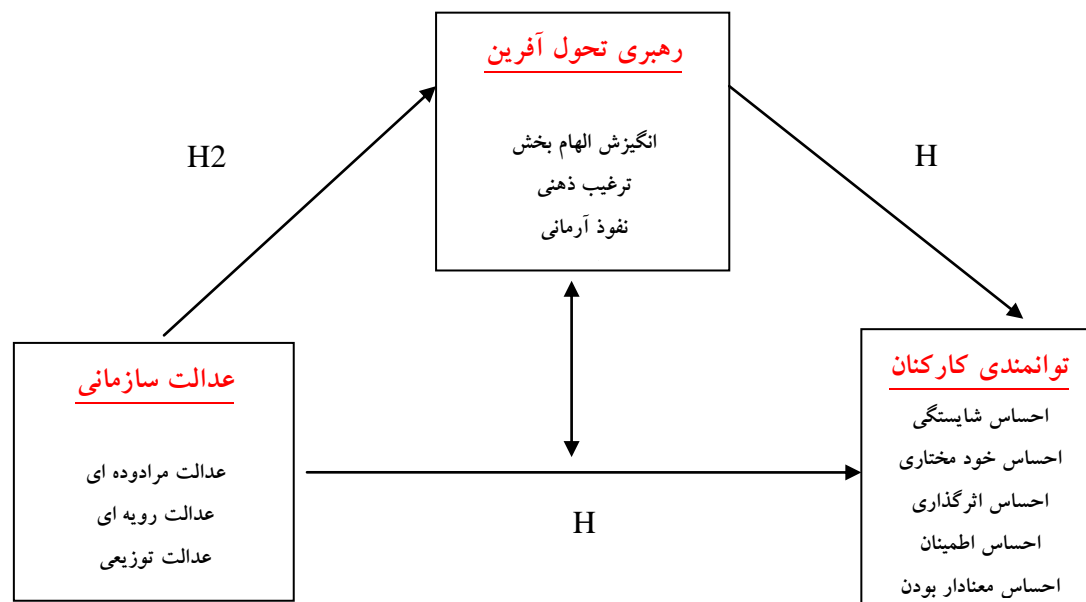 رهبری تحول آفرین
انگیزش الهام بخش
ترغیب ذهنی
نفوذ آرمانی
H2
H
عدالت سازمانی
عدالت مرادوده ای
عدالت رویه ای
عدالت توزیعی
H
توانمندی کارکنان
احساس شایستگی
احساس خود مختاری
احساس اثرگذاری
احساس اطمینان
احساس معنادار بودن